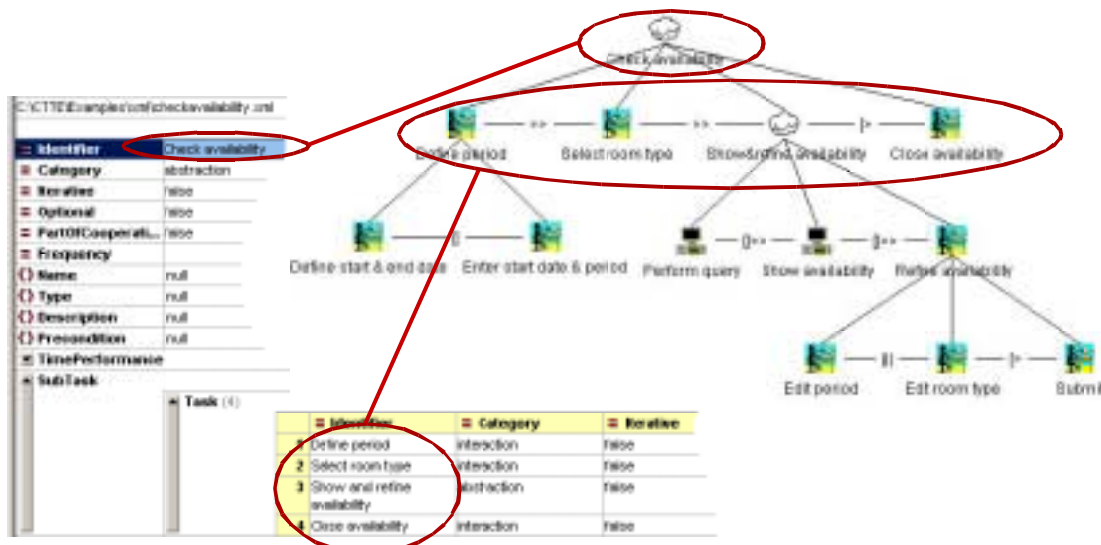 Check availability
C:\CTTE\Examples\xml\checkavailability.xml
>> >> [>
Define period Select room type Show&refine availability Close availability
= Identifier Check availability
= Category abstraction
= Iterative false
= Optional false
= PartOfCooperati... false
= Frequency
() Name null
() Type null
() Description null
() Precondition null
TimePerformance
SubTask
Task (4)
[] []>> []>>
Define start & end date Enter start date & period Perform query Show availability Refine availability
||| [>
Edit period Edit room type Submit
= Identifier = Category = Iterative
1 Define period interaction false
2 Select room type interaction false
3 Show and refine abstraction false
availability
4 Close availability interaction false